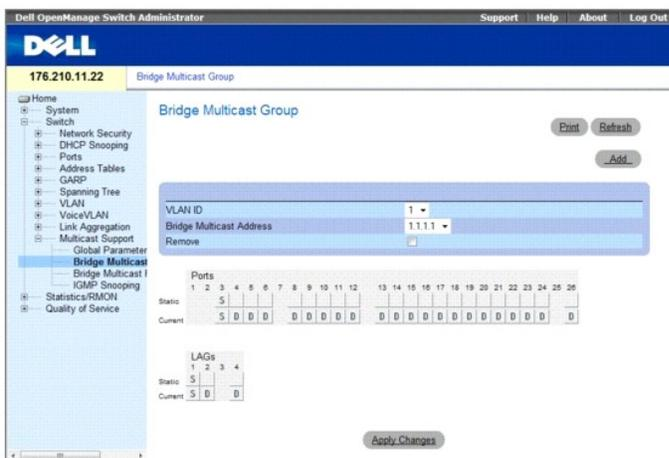 Dell OpenManage Switch Administrator Support Help About Log Out
DELL
176.210.11.22 Bridge Multicast Group
Home
System
Switch
Network Security
DHCP Snooping
Ports
Address Tables
GARP
Spanning Tree
VLAN
VoiceVLAN
Link Aggregation
Multicast Support
Global Parameter
Bridge Multicast
Bridge Multicast
IGMP Snooping
Statistics/RMON
Quality of Service
Bridge Multicast Group
Print Refresh
Add
VLAN ID 1
Bridge Multicast Address 1.1.1.1
Remove
Ports
1 2 3 4 5 6 7 8 9 10 11 12 13 14 15 16 17 18 19 20 21 22 23 24 25 26
Static S
Current S D D D D D D D D D D D D D D D D D D D D D
LAGs
1 2 3 4
Static S
Current S D D
Apply Changes